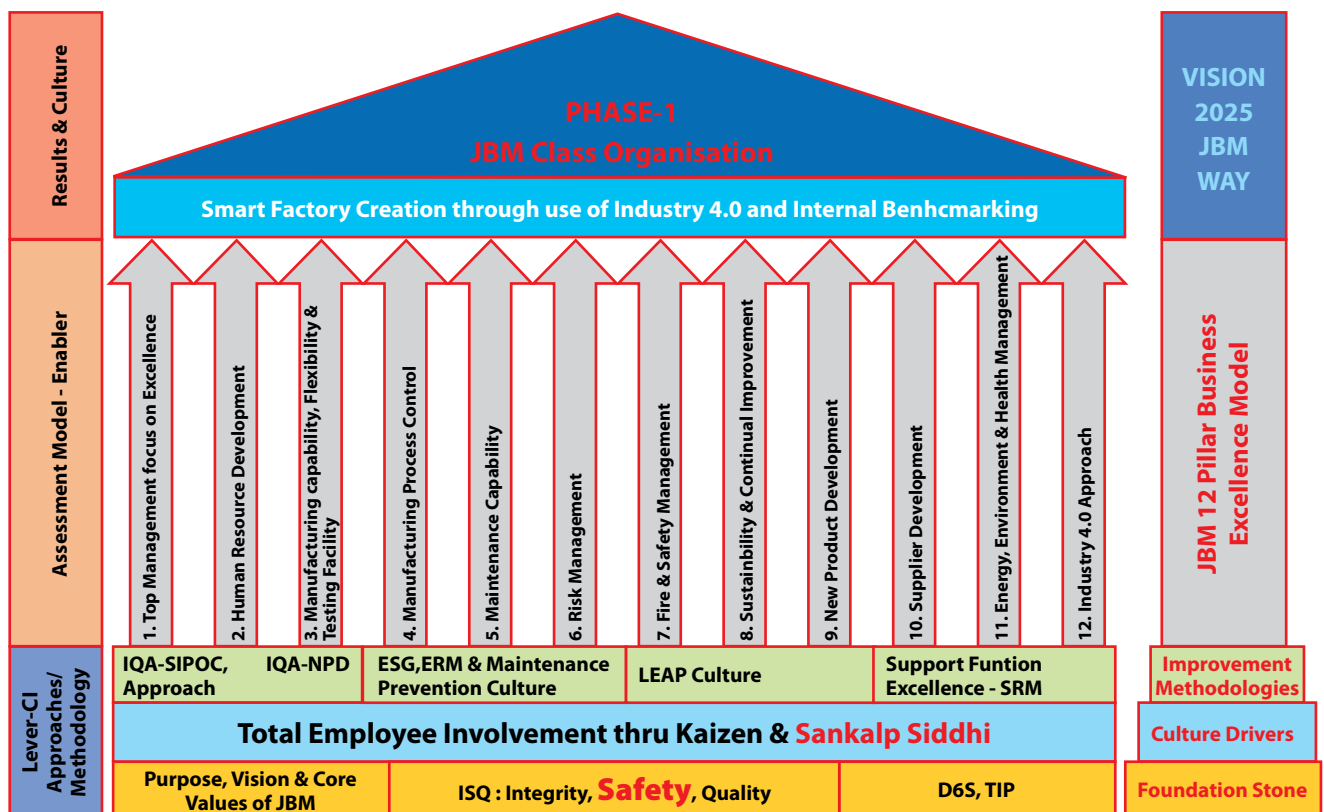 Results & Culture
PHASE-1
JBM Class Organisation
Smart Factory Creation through use of Industry 4.0 and Internal Benhcmarking
VISION
2025
JBM
WAY
Assessment Model - Enabler
1. Top Management focus on Excellence
2. Human Resource Development
3. Manufacturing capability, Flexibility &
Testing Facility
4. Manufacturing Process Control
5. Maintenance Capability
6. Risk Management
7. Fire & Safety Management
8. Sustainability & Continual Improvement
9. New Product Development
10. Supplier Development
11. Energy, Environment & Health Management
12. Industry 4.0 Approach
JBM 12 Pillar Business
Excellence Model
Lever-CI
Approaches/
Methodology
IQA-SIPOC, IQA-NPD
Approach
ESG,ERM & Maintenance
Prevention Culture
LEAP Culture
Support Funtion
Excellence - SRM
Improvement
Methodologies
Total Employee Involvement thru Kaizen & Sankalp Siddhi
Culture Drivers
Purpose, Vision & Core
Values of JBM
ISQ : Integrity, Safety, Quality
D6S, TIP
Foundation Stone